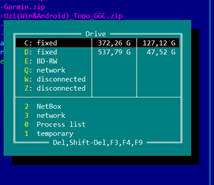 -Garmin.zip
-Ozi(Win&Android)_Topo_GGC.zip
Drive
C: fixed 372,26 G 127,12 G
D: fixed 537,79 G 47,52 G
E: BD-RW
Q: network
W: disconnected
Z: disconnected
2 NetBox
3 network
0 Process list
1 temporary
Del,Shift-Del,F3,F4,F9